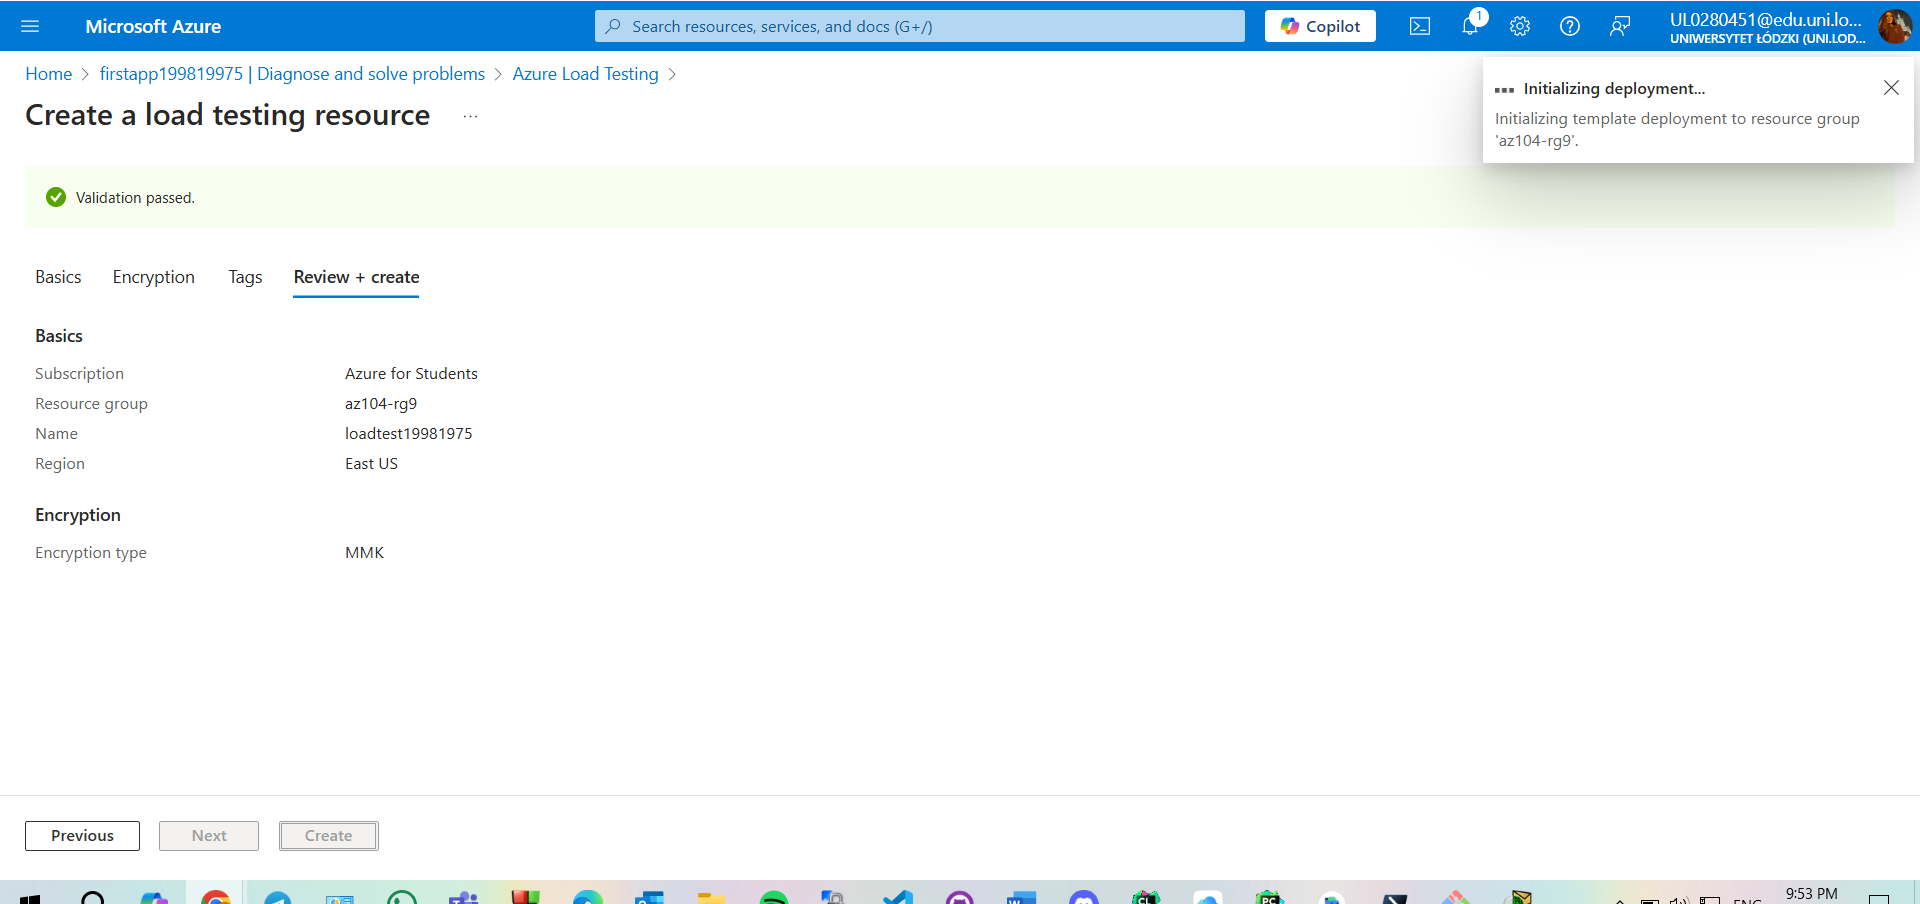 Microsoft Azure
Search resources, services, and docs (G+/)
Copilot
1
UL0280451@edu.uni.lo...
UNIWERSYTET ŁÓDZKI (UNI.LOD...
Home > firstapp199819975 | Diagnose and solve problems > Azure Load Testing >
Create a load testing resource ...
Initializing deployment...
Initializing template deployment to resource group
'az104-rg9'.
Validation passed.
Basics Encryption Tags Review + create
Basics
Subscription Azure for Students
Resource group az104-rg9
Name loadtest19981975
Region East US
Encryption
Encryption type MMK
Previous Next Create
9:53 PM
ENG